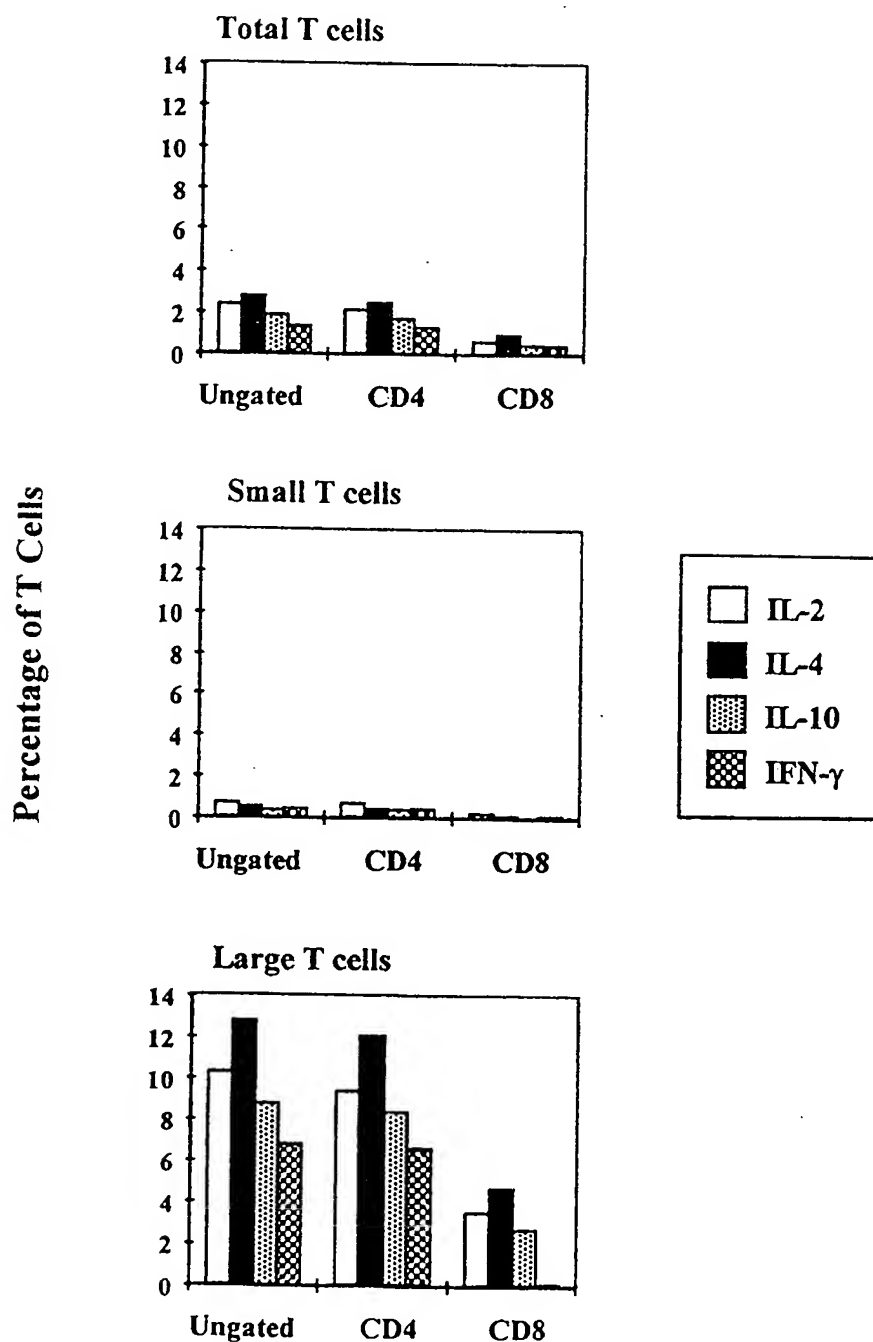 Total T cells
14
12
10
8
6
4
2
0
Ungated CD4 CD8
Percentage of T Cells
Small T cells
14
12
10
8
6
4
2
0
Ungated CD4 CD8
IL-2
IL-4
IL-10
IFN-γ
Large T cells
14
12
10
8
6
4
2
0
Ungated CD4 CD8